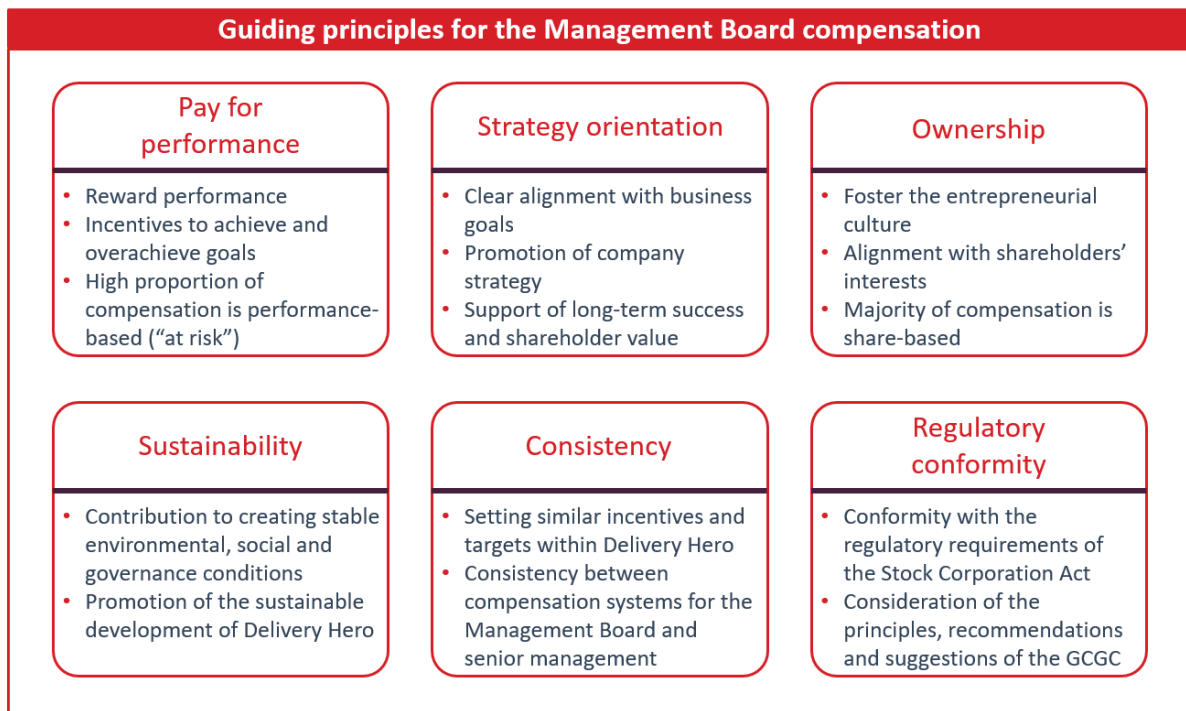 Guiding principles for the Management Board compensation
Pay for
performance
• Reward performance
• Incentives to achieve and
overachieve goals
• High proportion of
compensation is performance-
based (“at risk”)
Strategy orientation
• Clear alignment with business
goals
• Promotion of company
strategy
• Support of long-term success
and shareholder value
Ownership
• Foster the entrepreneurial
culture
• Alignment with shareholders’
interests
• Majority of compensation is
share-based
Sustainability
• Contribution to creating stable
environmental, social and
governance conditions
• Promotion of the sustainable
development of Delivery Hero
Consistency
• Setting similar incentives and
targets within Delivery Hero
• Consistency between
compensation systems for the
Management Board and
senior management
Regulatory
conformity
• Conformity with the
regulatory requirements of
the Stock Corporation Act
• Consideration of the
principles, recommendations
and suggestions of the GCGC